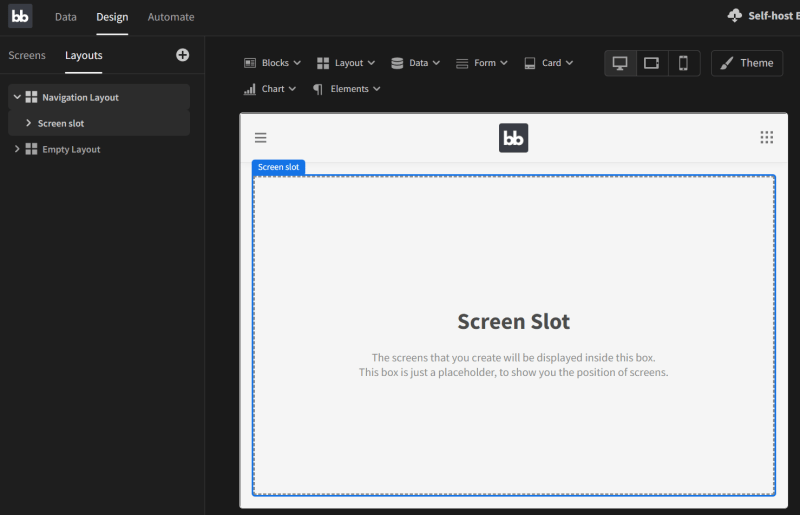 bb Data Design Automate Self-host
Screens Layouts
Blocks Layout Data Form Card Theme
Chart Elements
Navigation Layout
Screen slot
Empty Layout
bb
Screen slot
Screen Slot
The screens that you create will be displayed inside this box.
This box is just a placeholder, to show you the position of screens.